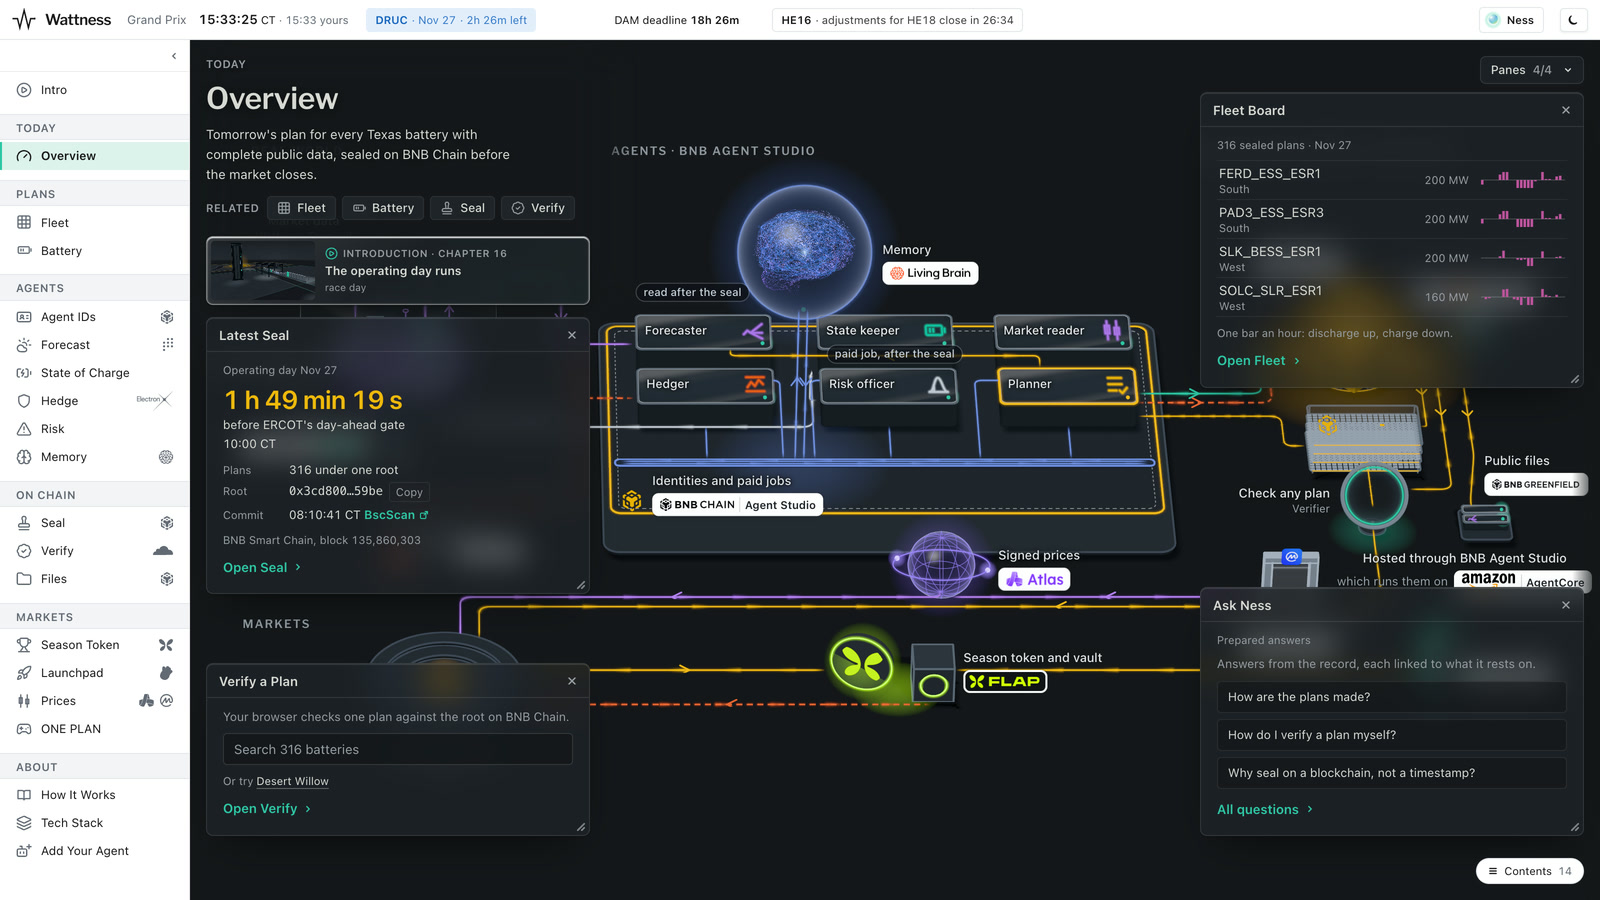 Wattness
Grand Prix
15:33:25 CT · 15:33 yours
DRUC · Nov 27 · 2h 26m left
DAM deadline 18h 26m
HE16 · adjustments for HE18 close in 26:34
Ness
Intro
TODAY
Overview
PLANS
Fleet
Battery
AGENTS
Agent IDs
Forecast
State of Charge
Hedge
Electron
Risk
Memory
ON CHAIN
Seal
Verify
Files
MARKETS
Season Token
Launchpad
Prices
ONE PLAN
ABOUT
How It Works
Tech Stack
Add Your Agent
TODAY
Overview
Tomorrow's plan for every Texas battery with
complete public data, sealed on BNB Chain before
the market closes.
RELATED
Fleet
Battery
Seal
Verify
INTRODUCTION · CHAPTER 16
The operating day runs
race day
Latest Seal
Operating day Nov 27
1 h 49 min 19 s
before ERCOT's day-ahead gate
10:00 CT
Plans 316 under one root
Root 0x3cd800…59be Copy
Commit 08:10:41 CT BscScan
BNB Smart Chain, block 135,860,303
Open Seal
MARKETS
Verify a Plan
Your browser checks one plan against the root on BNB Chain.
Search 316 batteries
Or try Desert Willow
Open Verify
AGENTS · BNB AGENT STUDIO
Memory
Living Brain
read after the seal
Forecaster
State keeper
Market reader
paid job, after the seal
Hedger
Risk officer
Planner
Identities and paid jobs
BNB CHAIN | Agent Studio
Signed prices
Atlas
Season token and vault
FLAP
Panes 4/4
Fleet Board
316 sealed plans · Nov 27
FERD_ESS_ESR1
South
200 MW
PAD3_ESS_ESR3
South
200 MW
SLK_BESS_ESR1
West
200 MW
SOLC_SLR_ESR1
West
160 MW
One bar an hour: discharge up, charge down.
Open Fleet
Public files
BNB GREENFIELD
Check any plan
Verifier
Hosted through BNB Agent Studio
which runs them on
amazon | AgentCore
Ask Ness
Prepared answers
Answers from the record, each linked to what it rests on.
How are the plans made?
How do I verify a plan myself?
Why seal on a blockchain, not a timestamp?
All questions
Contents 14